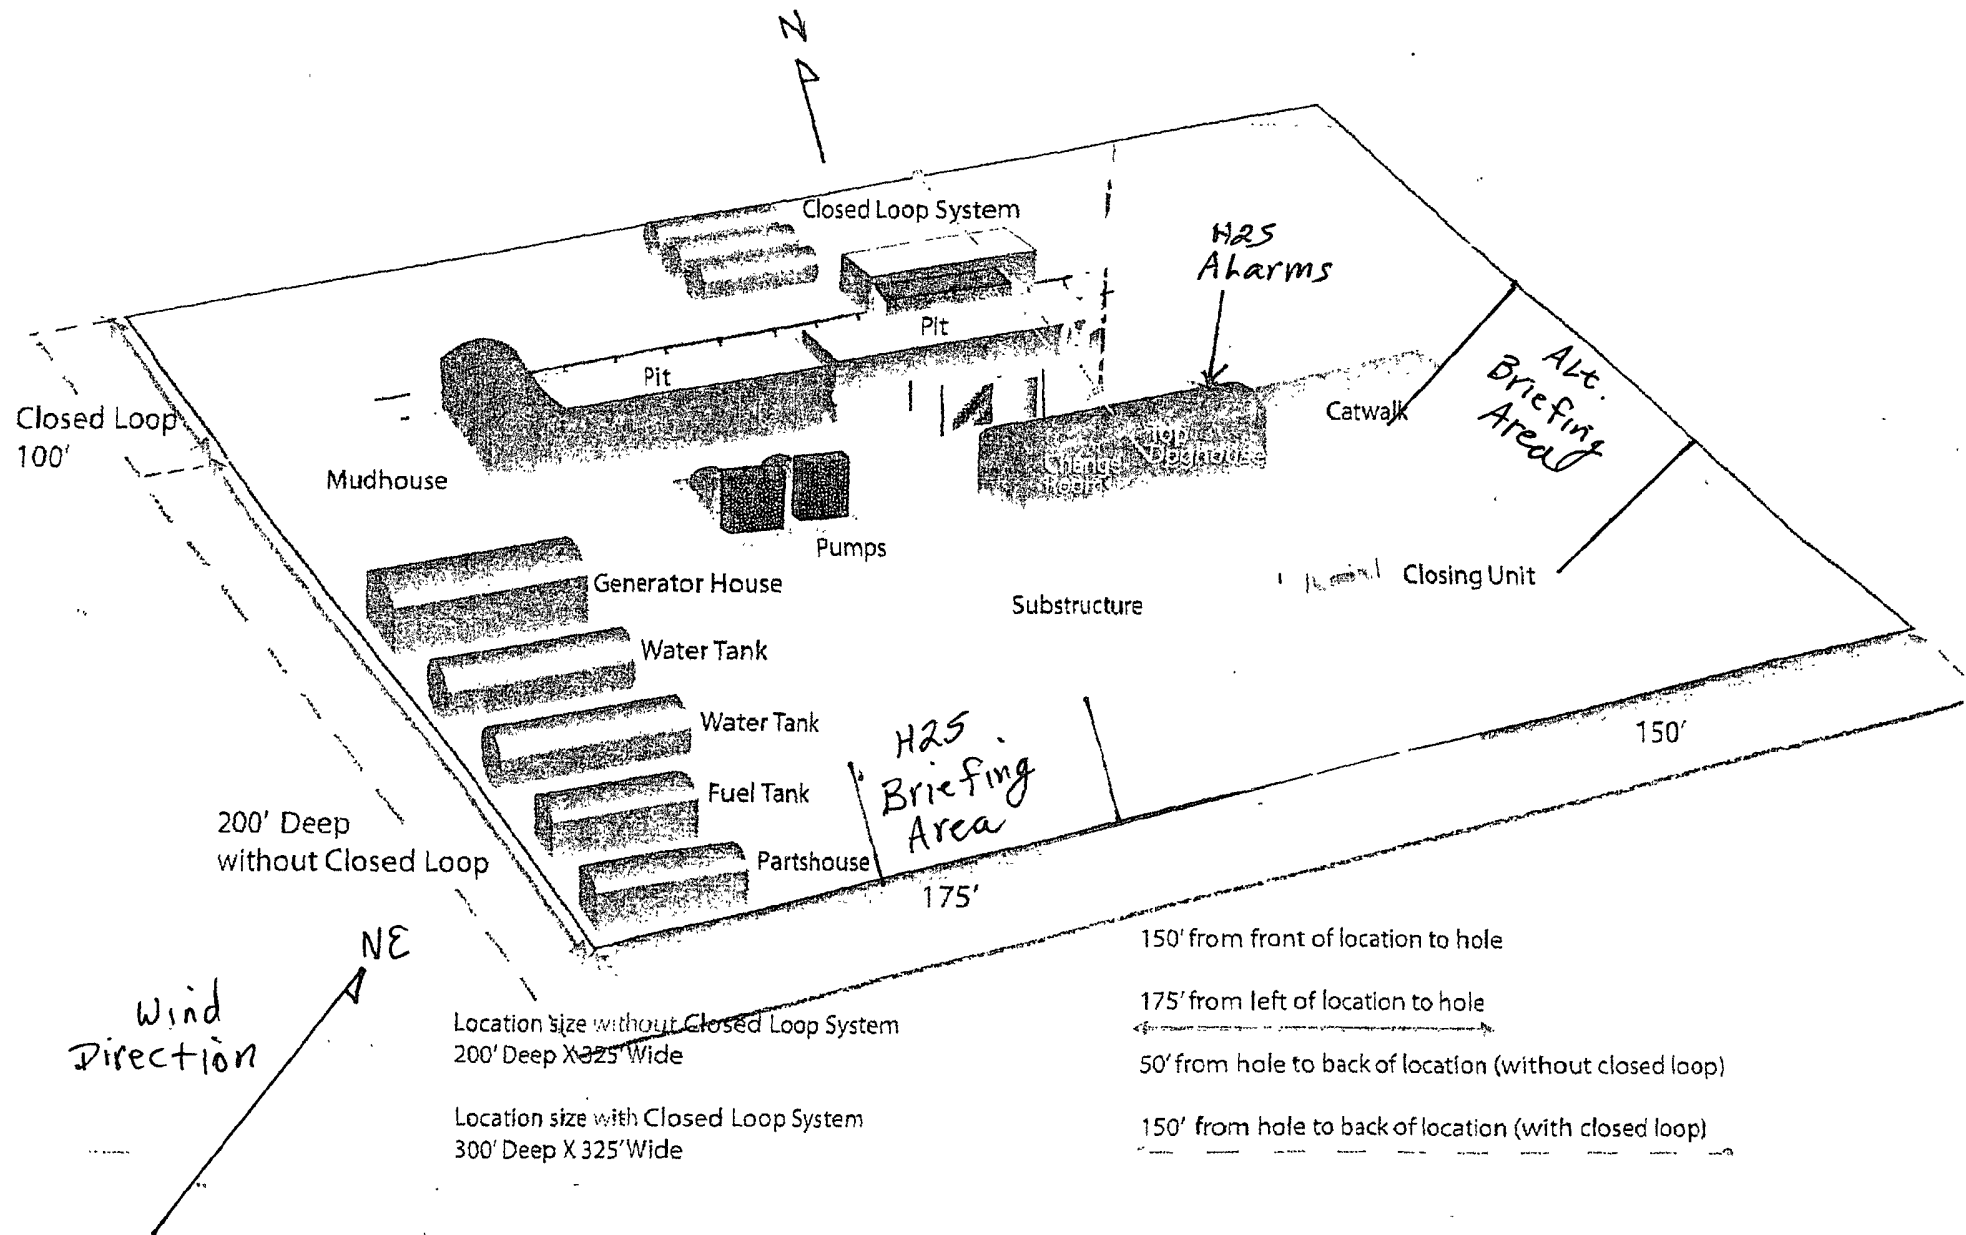 N
Closed Loop System
H2S
ALarms
Pit
Pit
Closed Loop
100'
Mudhouse
Catwalk
ALt.
Briefing
Area
Top
Doghouse
Change
Room
Pumps
Generator House
Closing Unit
Substructure
Water Tank
Water Tank
H2S
Briefing
Area
150'
Fuel Tank
200' Deep
without Closed Loop
Partshouse
175'
NE
Wind
Direction
Location size without Closed Loop System
200' Deep X 325' Wide
Location size with Closed Loop System
300' Deep X 325' Wide
150' from front of location to hole
175' from left of location to hole
50' from hole to back of location (without closed loop)
150' from hole to back of location (with closed loop)